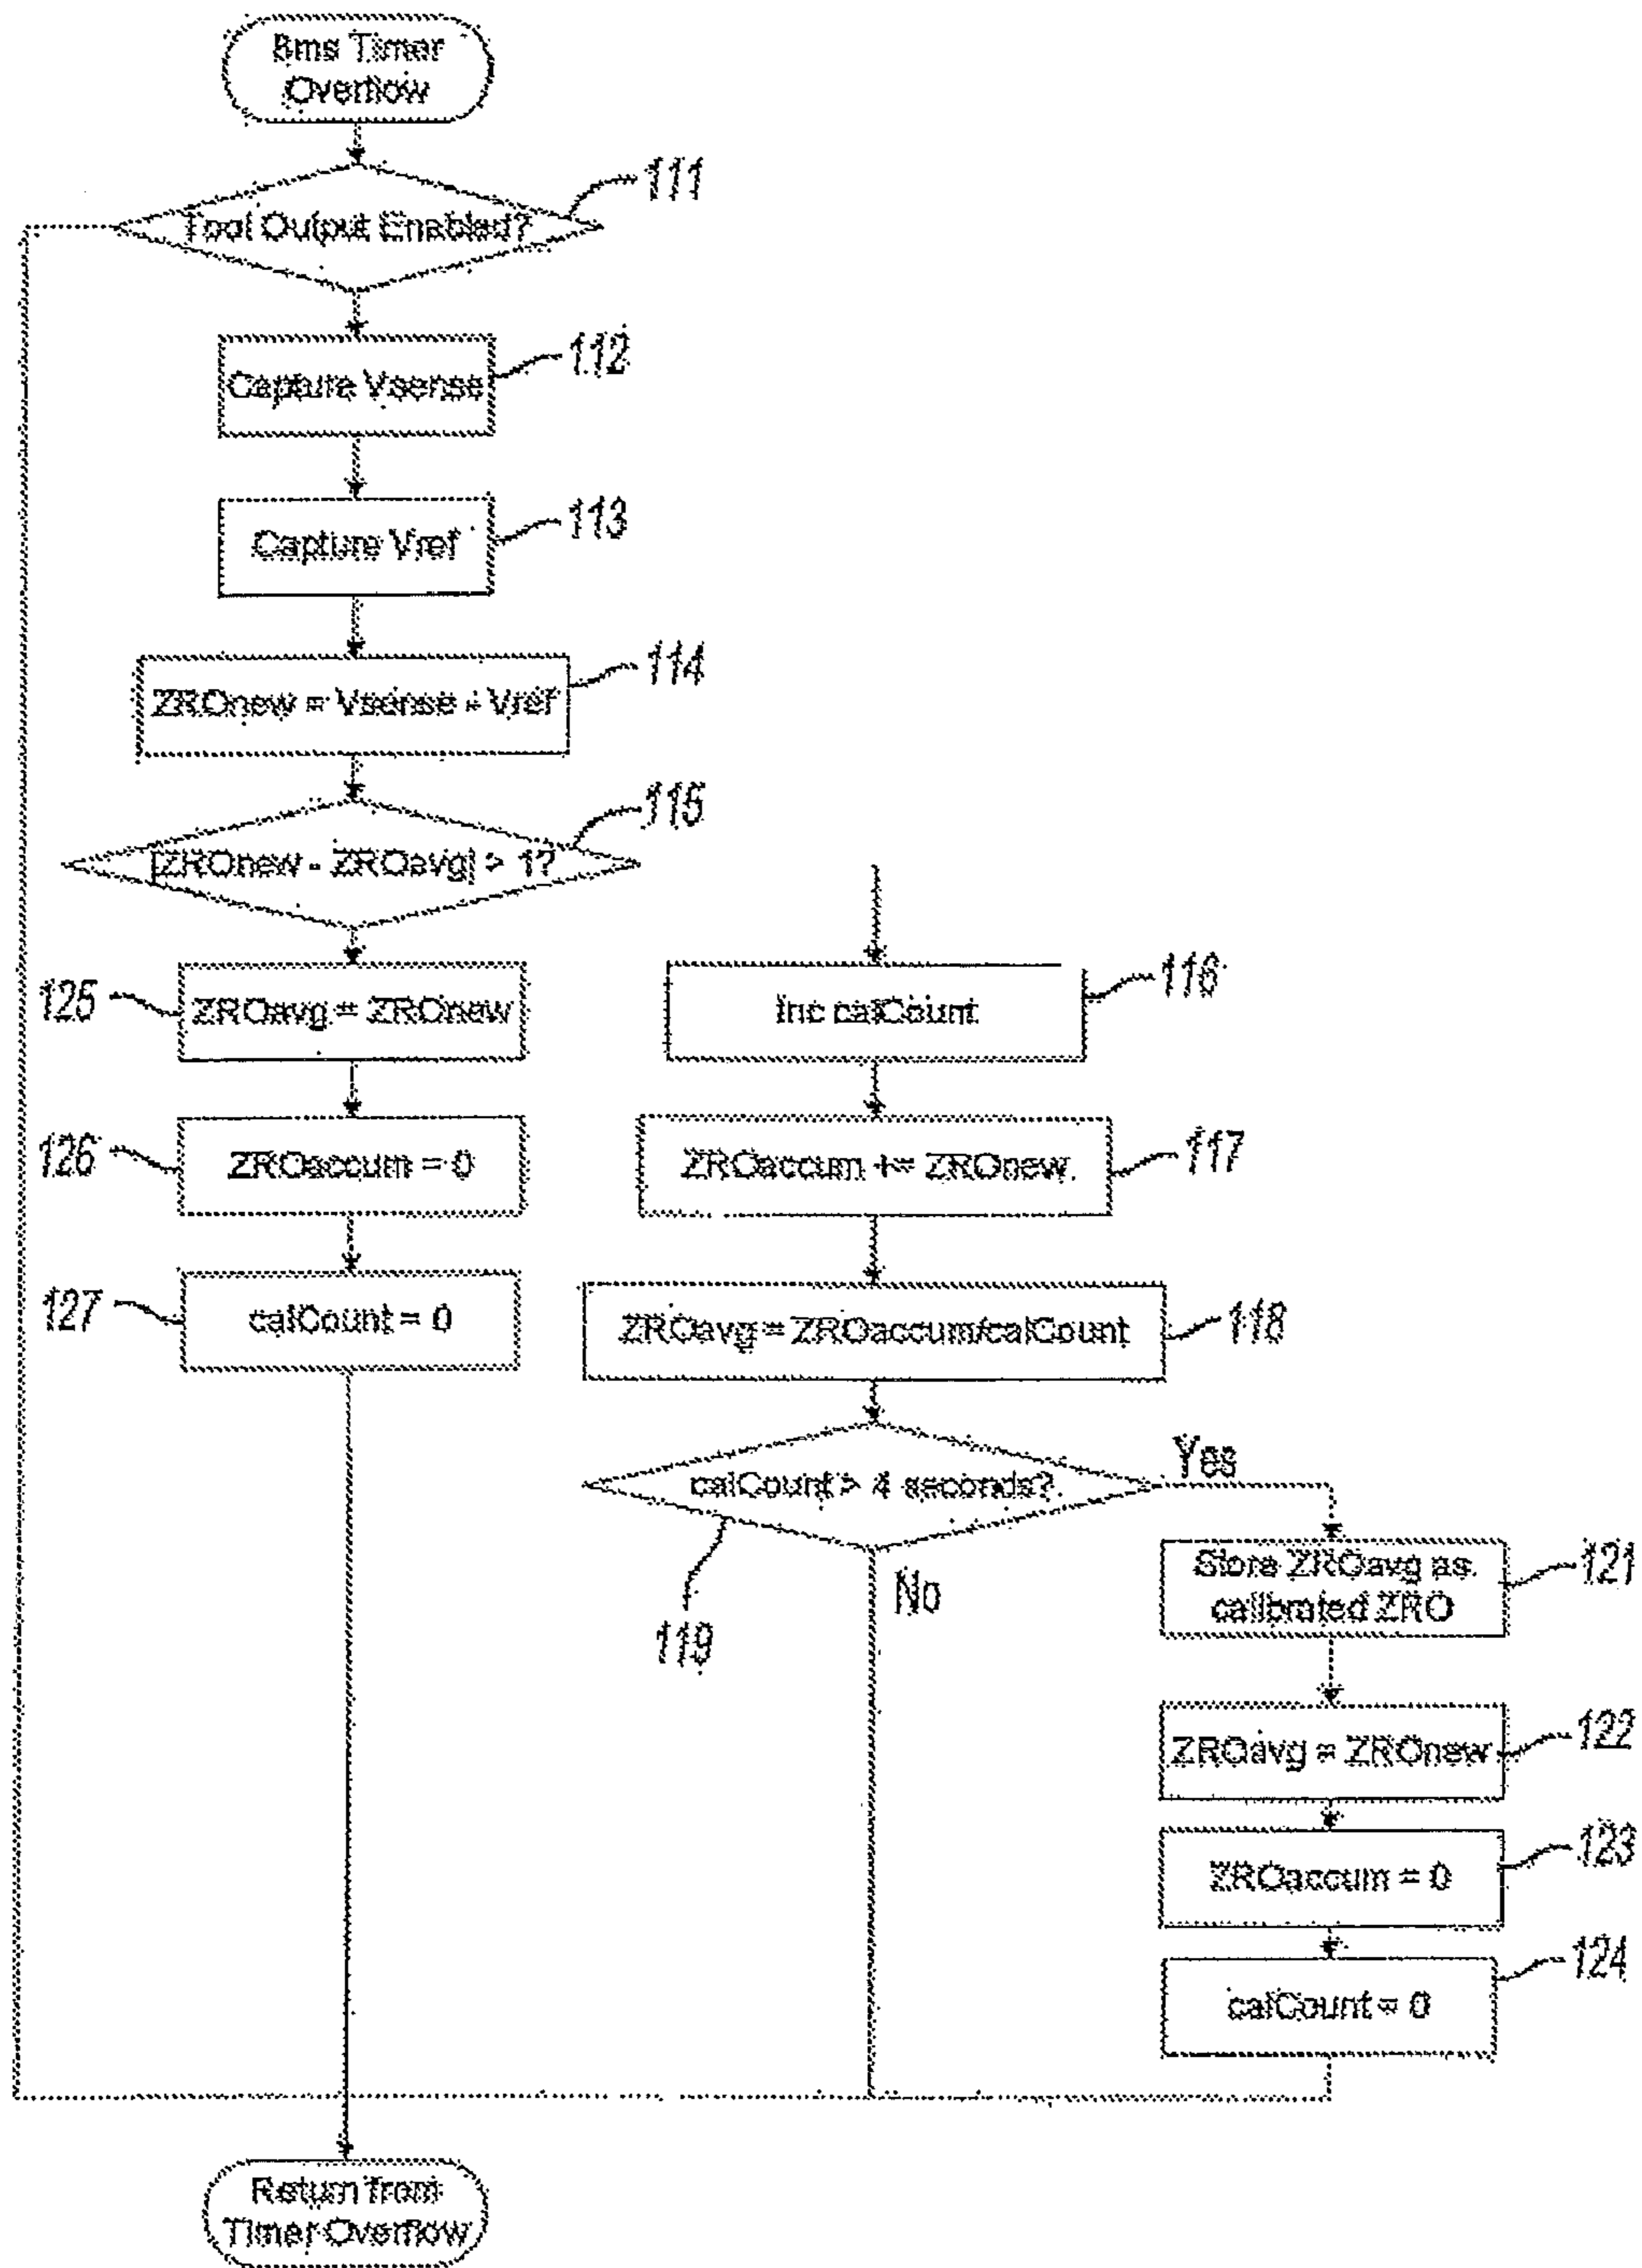 8ms Timer
Overflow
Tool Output Enabled?
111
Capture Vsense
112
Capture Vref
113
ZROnew = Vsense - Vref
114
|ZROnew - ZROavg| > 1?
115
ZROavg = ZROnew
125
Inc calCount
116
ZROaccum = 0
126
ZROaccum += ZROnew
117
calCount = 0
127
ZROavg = ZROaccum/calCount
118
calCount > 4 seconds?
119
Yes
No
Store ZROavg as
calibrated ZRO
121
ZROavg = ZROnew
122
ZROaccum = 0
123
calCount = 0
124
Return from
Timer Overflow